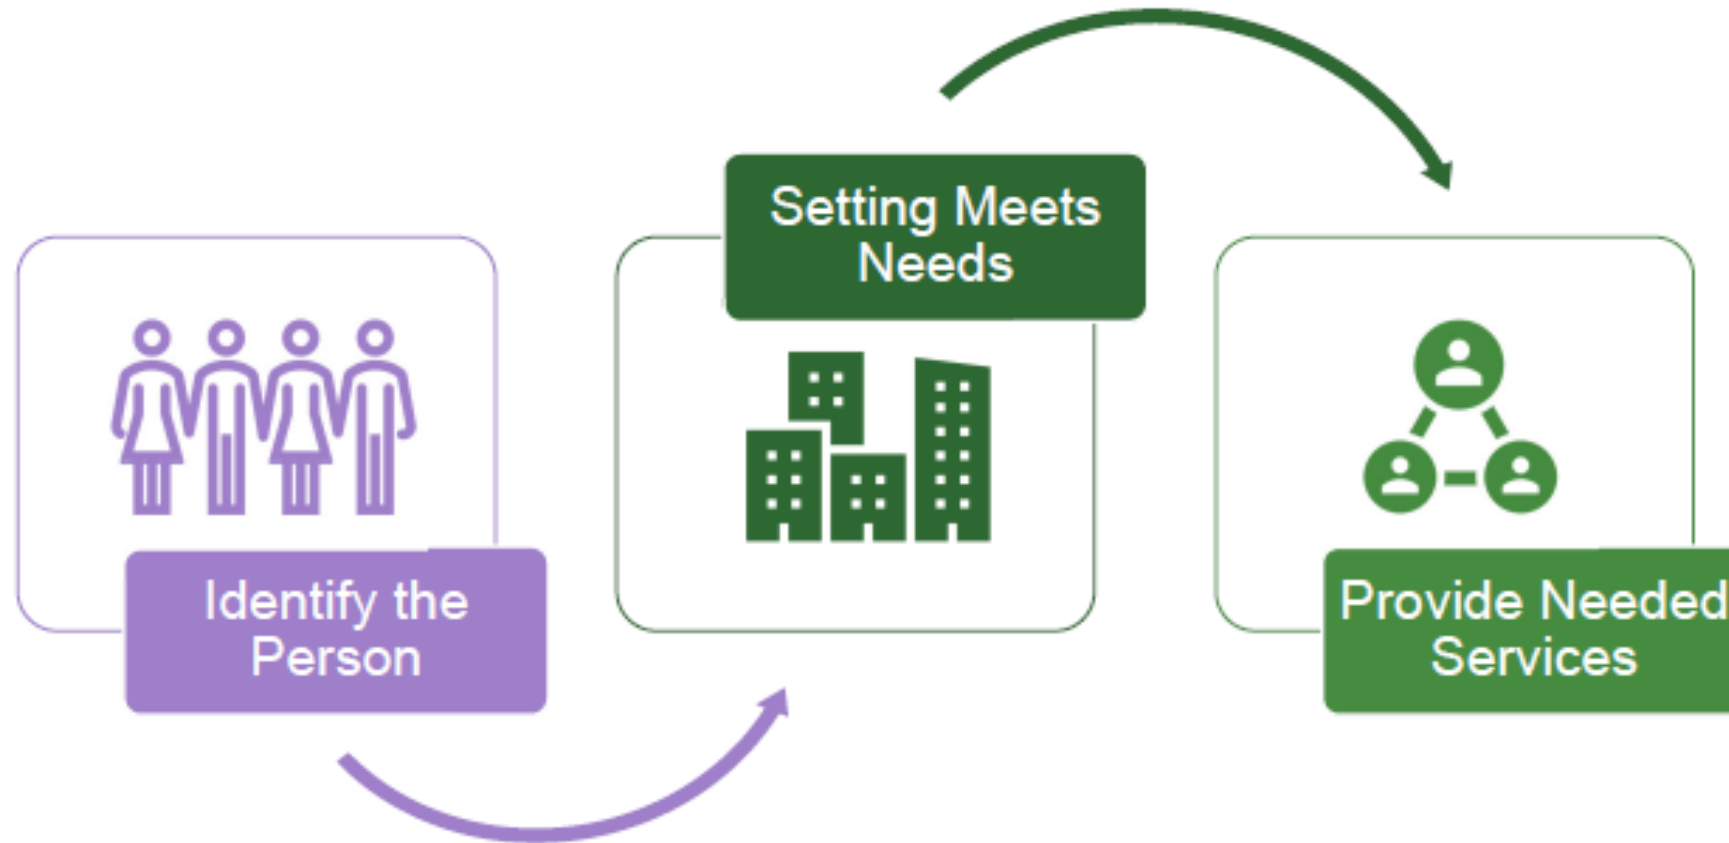 Identify the
Person
Setting Meets
Needs
Provide Needed
Services